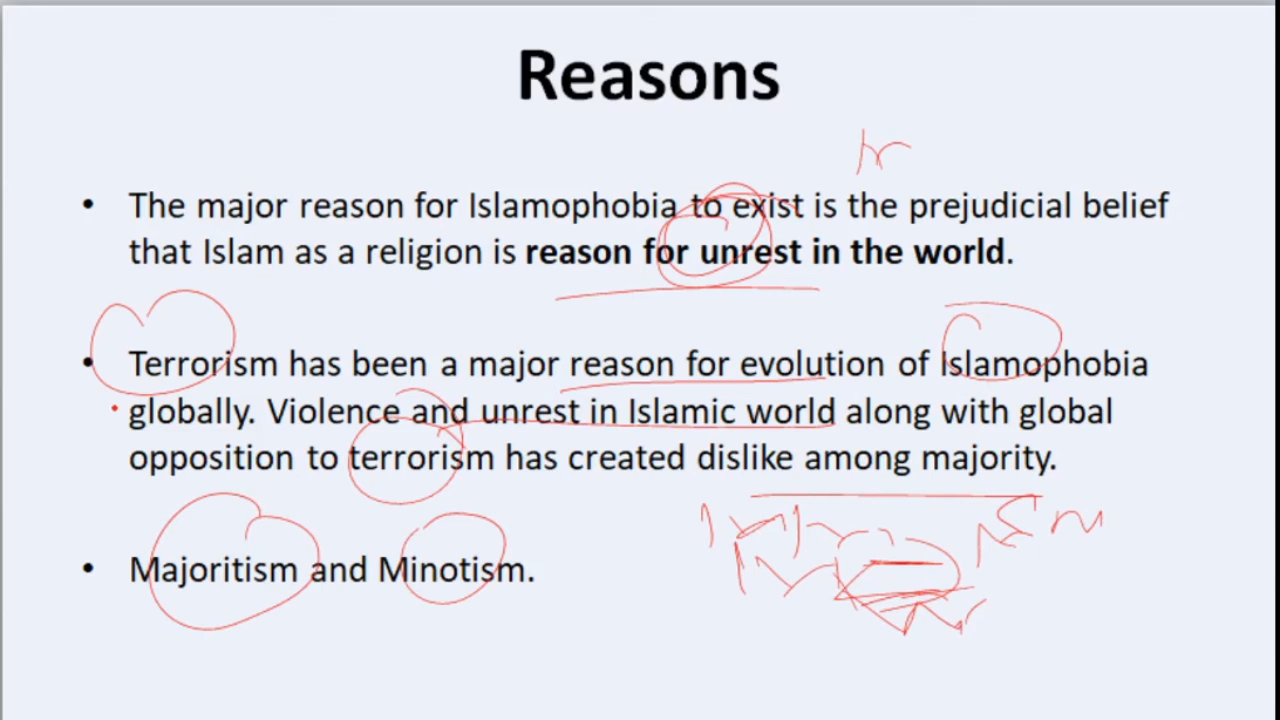 Reasons
• The major reason for Islamophobia to exist is the prejudicial belief
that Islam as a religion is reason for unrest in the world.
• Terrorism has been a major reason for evolution of Islamophobia
globally. Violence and unrest in Islamic world along with global
opposition to terrorism has created dislike among majority.
• Majoritism and Minotism.